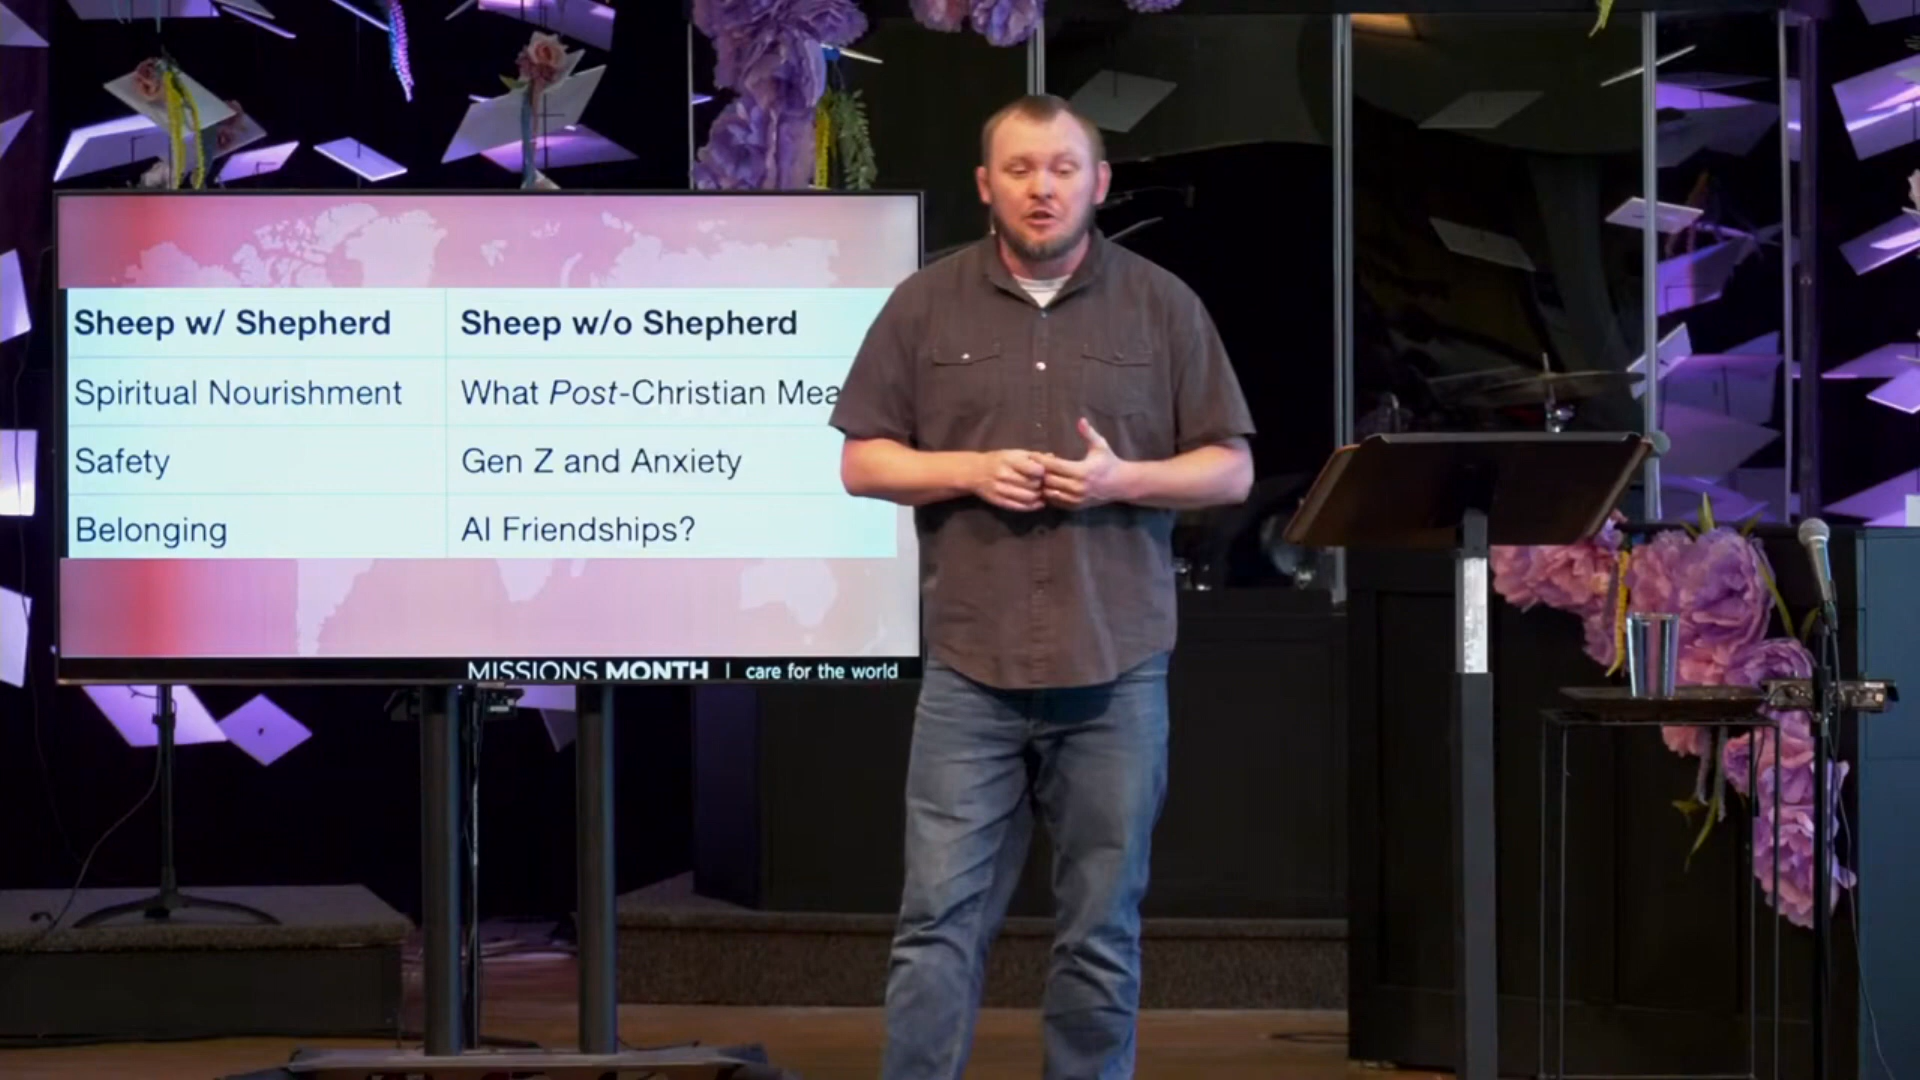 Sheep w/ Shepherd
Sheep w/o Shepherd
Spiritual Nourishment
What Post-Christian
Safety
Gen Z and Anxiety
Belonging
AI Friendships?
MISSIONS MONTH | care for the world